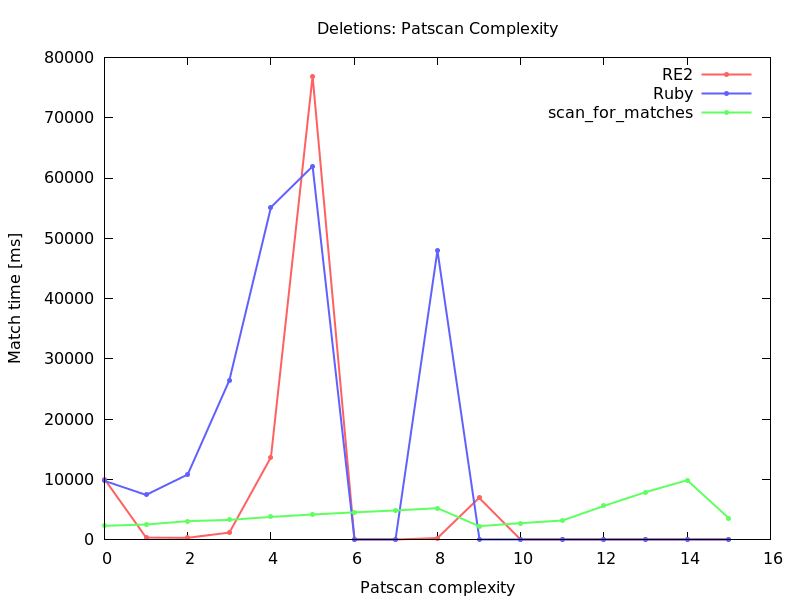 Deletions: Patscan Complexity
80000
70000
60000
50000
40000
30000
20000
10000
0
Match time [ms]
RE2
Ruby
scan_for_matches
0 2 4 6 8 10 12 14 16
Patscan complexity